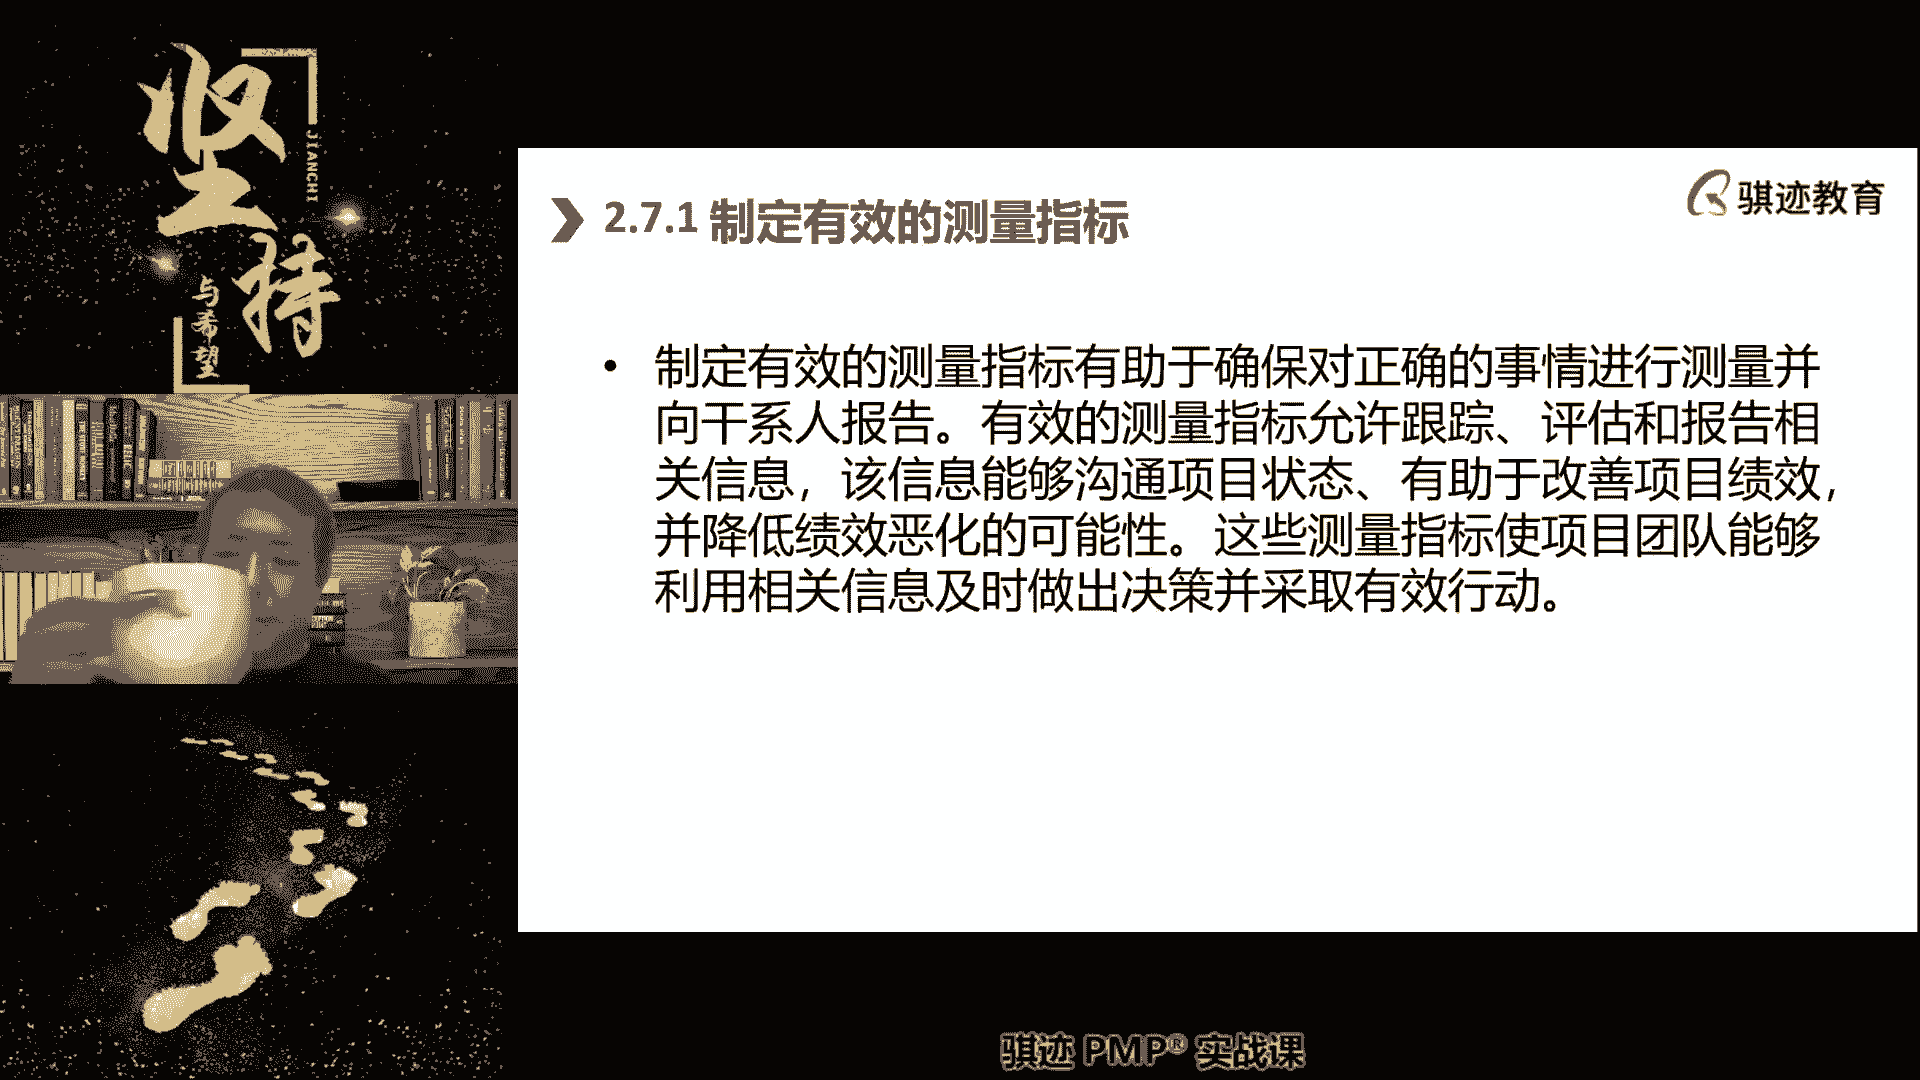 坚持
JIANCHI
与希望
骐迹教育
2.7.1 制定有效的测量指标
• 制定有效的测量指标有助于确保对正确的事情进行测量并
向干系人报告。有效的测量指标允许跟踪、评估和报告相
关信息，该信息能够沟通项目状态、有助于改善项目绩效，
并降低绩效恶化的可能性。这些测量指标使项目团队能够
利用相关信息及时做出决策并采取有效行动。
骐迹 PMP® 实战课